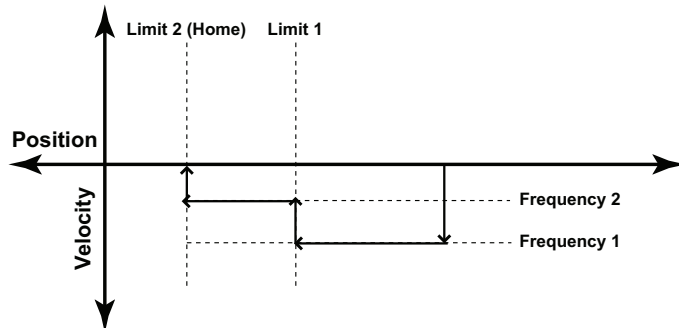 Limit 2 (Home)
Limit 1
Position
Frequency 2
Frequency 1
Velocity